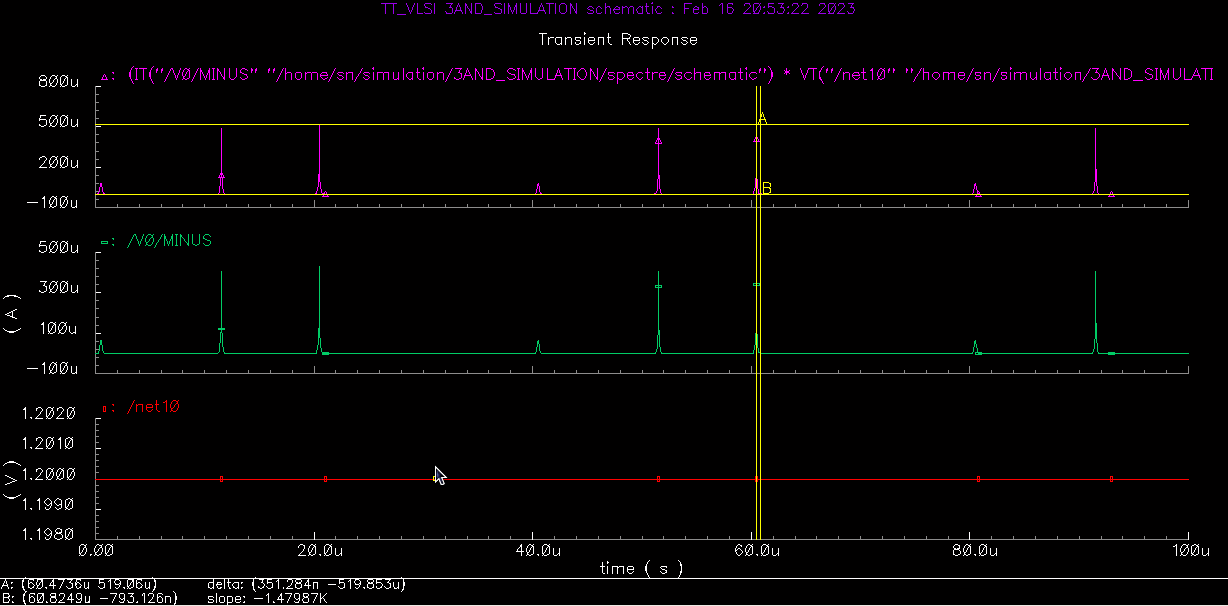 TT_VLSI 3AND_SIMULATION schematic : Feb 16 20:53:22 2023
Transient Response
▵: (IT("/V0/MINUS" "/home/sn/simulation/3AND_SIMULATION/spectre/schematic") * VT("/net10" "/home/sn/simulation/3AND_SIMULATI
800u
500u
200u
−100u
A
B
▭: /V0/MINUS
500u
300u
100u
−100u
( A )
▯: /net10
1.2020
1.2010
1.2000
1.1990
1.1980
( V )
0.00 20.0u 40.0u 60.0u 80.0u 100u
time ( s )
A: (60.4736u 519.06u) delta: (351.284n −519.853u)
B: (60.8249u −793.126n) slope: −1.47987K